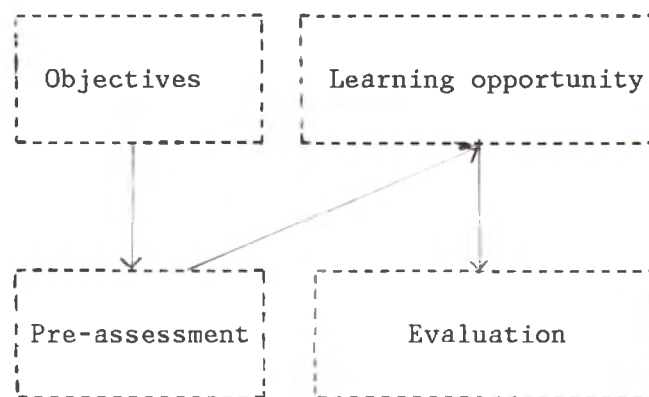 Objectives
Learning opportunity
Pre-assessment
Evaluation